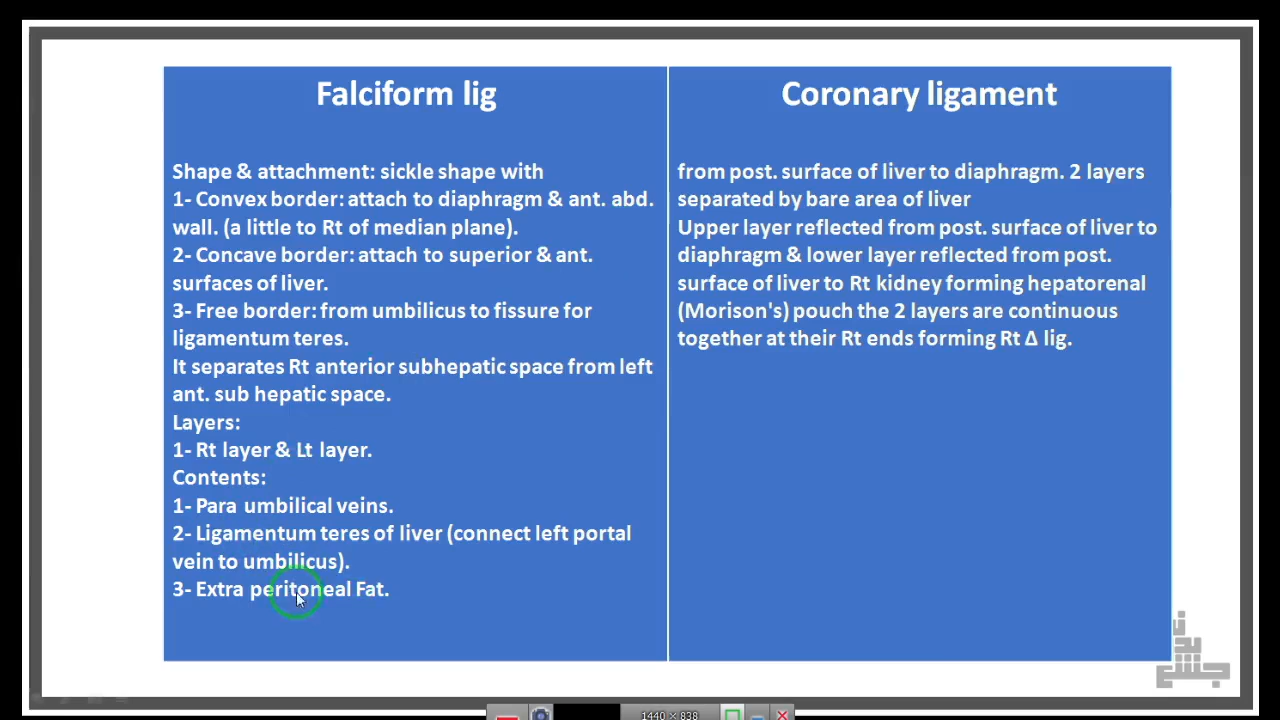 Falciform lig
Shape & attachment: sickle shape with
1- Convex border: attach to diaphragm & ant. abd.
wall. (a little to Rt of median plane).
2- Concave border: attach to superior & ant.
surfaces of liver.
3- Free border: from umbilicus to fissure for
ligamentum teres.
It separates Rt anterior subhepatic space from left
ant. sub hepatic space.
Layers:
1- Rt layer & Lt layer.
Contents:
1- Para umbilical veins.
2- Ligamentum teres of liver (connect left portal
vein to umbilicus).
3- Extra peritoneal Fat.
Coronary ligament
from post. surface of liver to diaphragm. 2 layers
separated by bare area of liver
Upper layer reflected from post. surface of liver to
diaphragm & lower layer reflected from post.
surface of liver to Rt kidney forming hepatorenal
(Morison's) pouch the 2 layers are continuous
together at their Rt ends forming Rt Δ lig.
1440 × 838